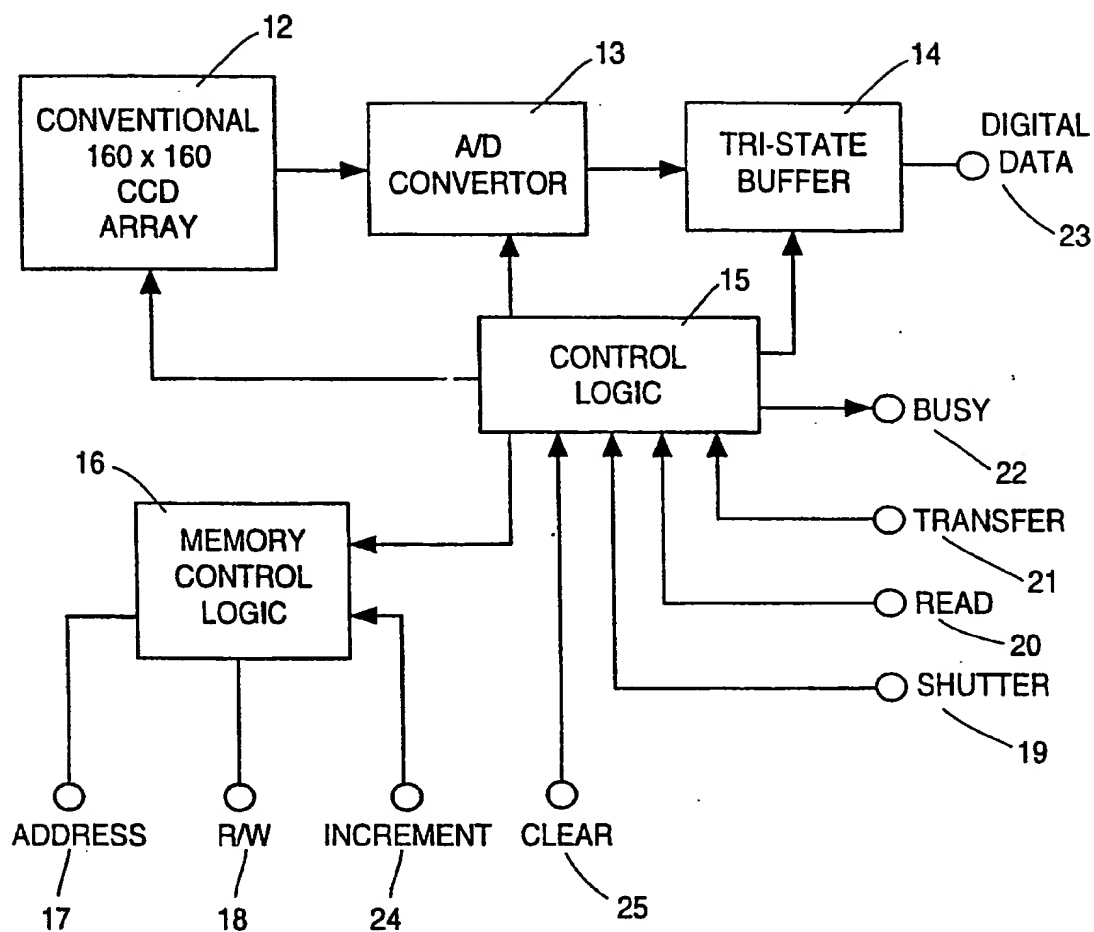 12
CONVENTIONAL
160 x 160
CCD
ARRAY
13
A/D
CONVERTOR
14
TRI-STATE
BUFFER
DIGITAL
DATA
23
15
CONTROL
LOGIC
BUSY
22
TRANSFER
21
READ
20
SHUTTER
19
16
MEMORY
CONTROL
LOGIC
ADDRESS
17
R/W
18
INCREMENT
24
CLEAR
25